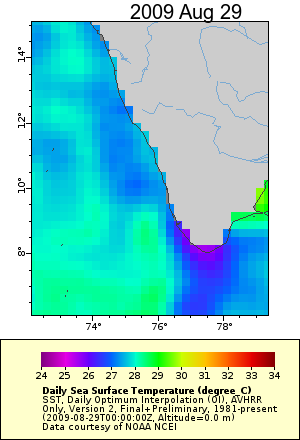 2009 Aug 29
14°
12°
10°
8°
74°
76°
78°
24 25 26 27 28 29 30 31 32 33 34
Daily Sea Surface Temperature (degree_C)
SST, Daily Optimum Interpolation (OI), AVHRR
Only, Version 2, Final+Preliminary, 1981-present
(2009-08-29T00:00:00Z, Altitude=0.0 m)
Data courtesy of NOAA NCEI